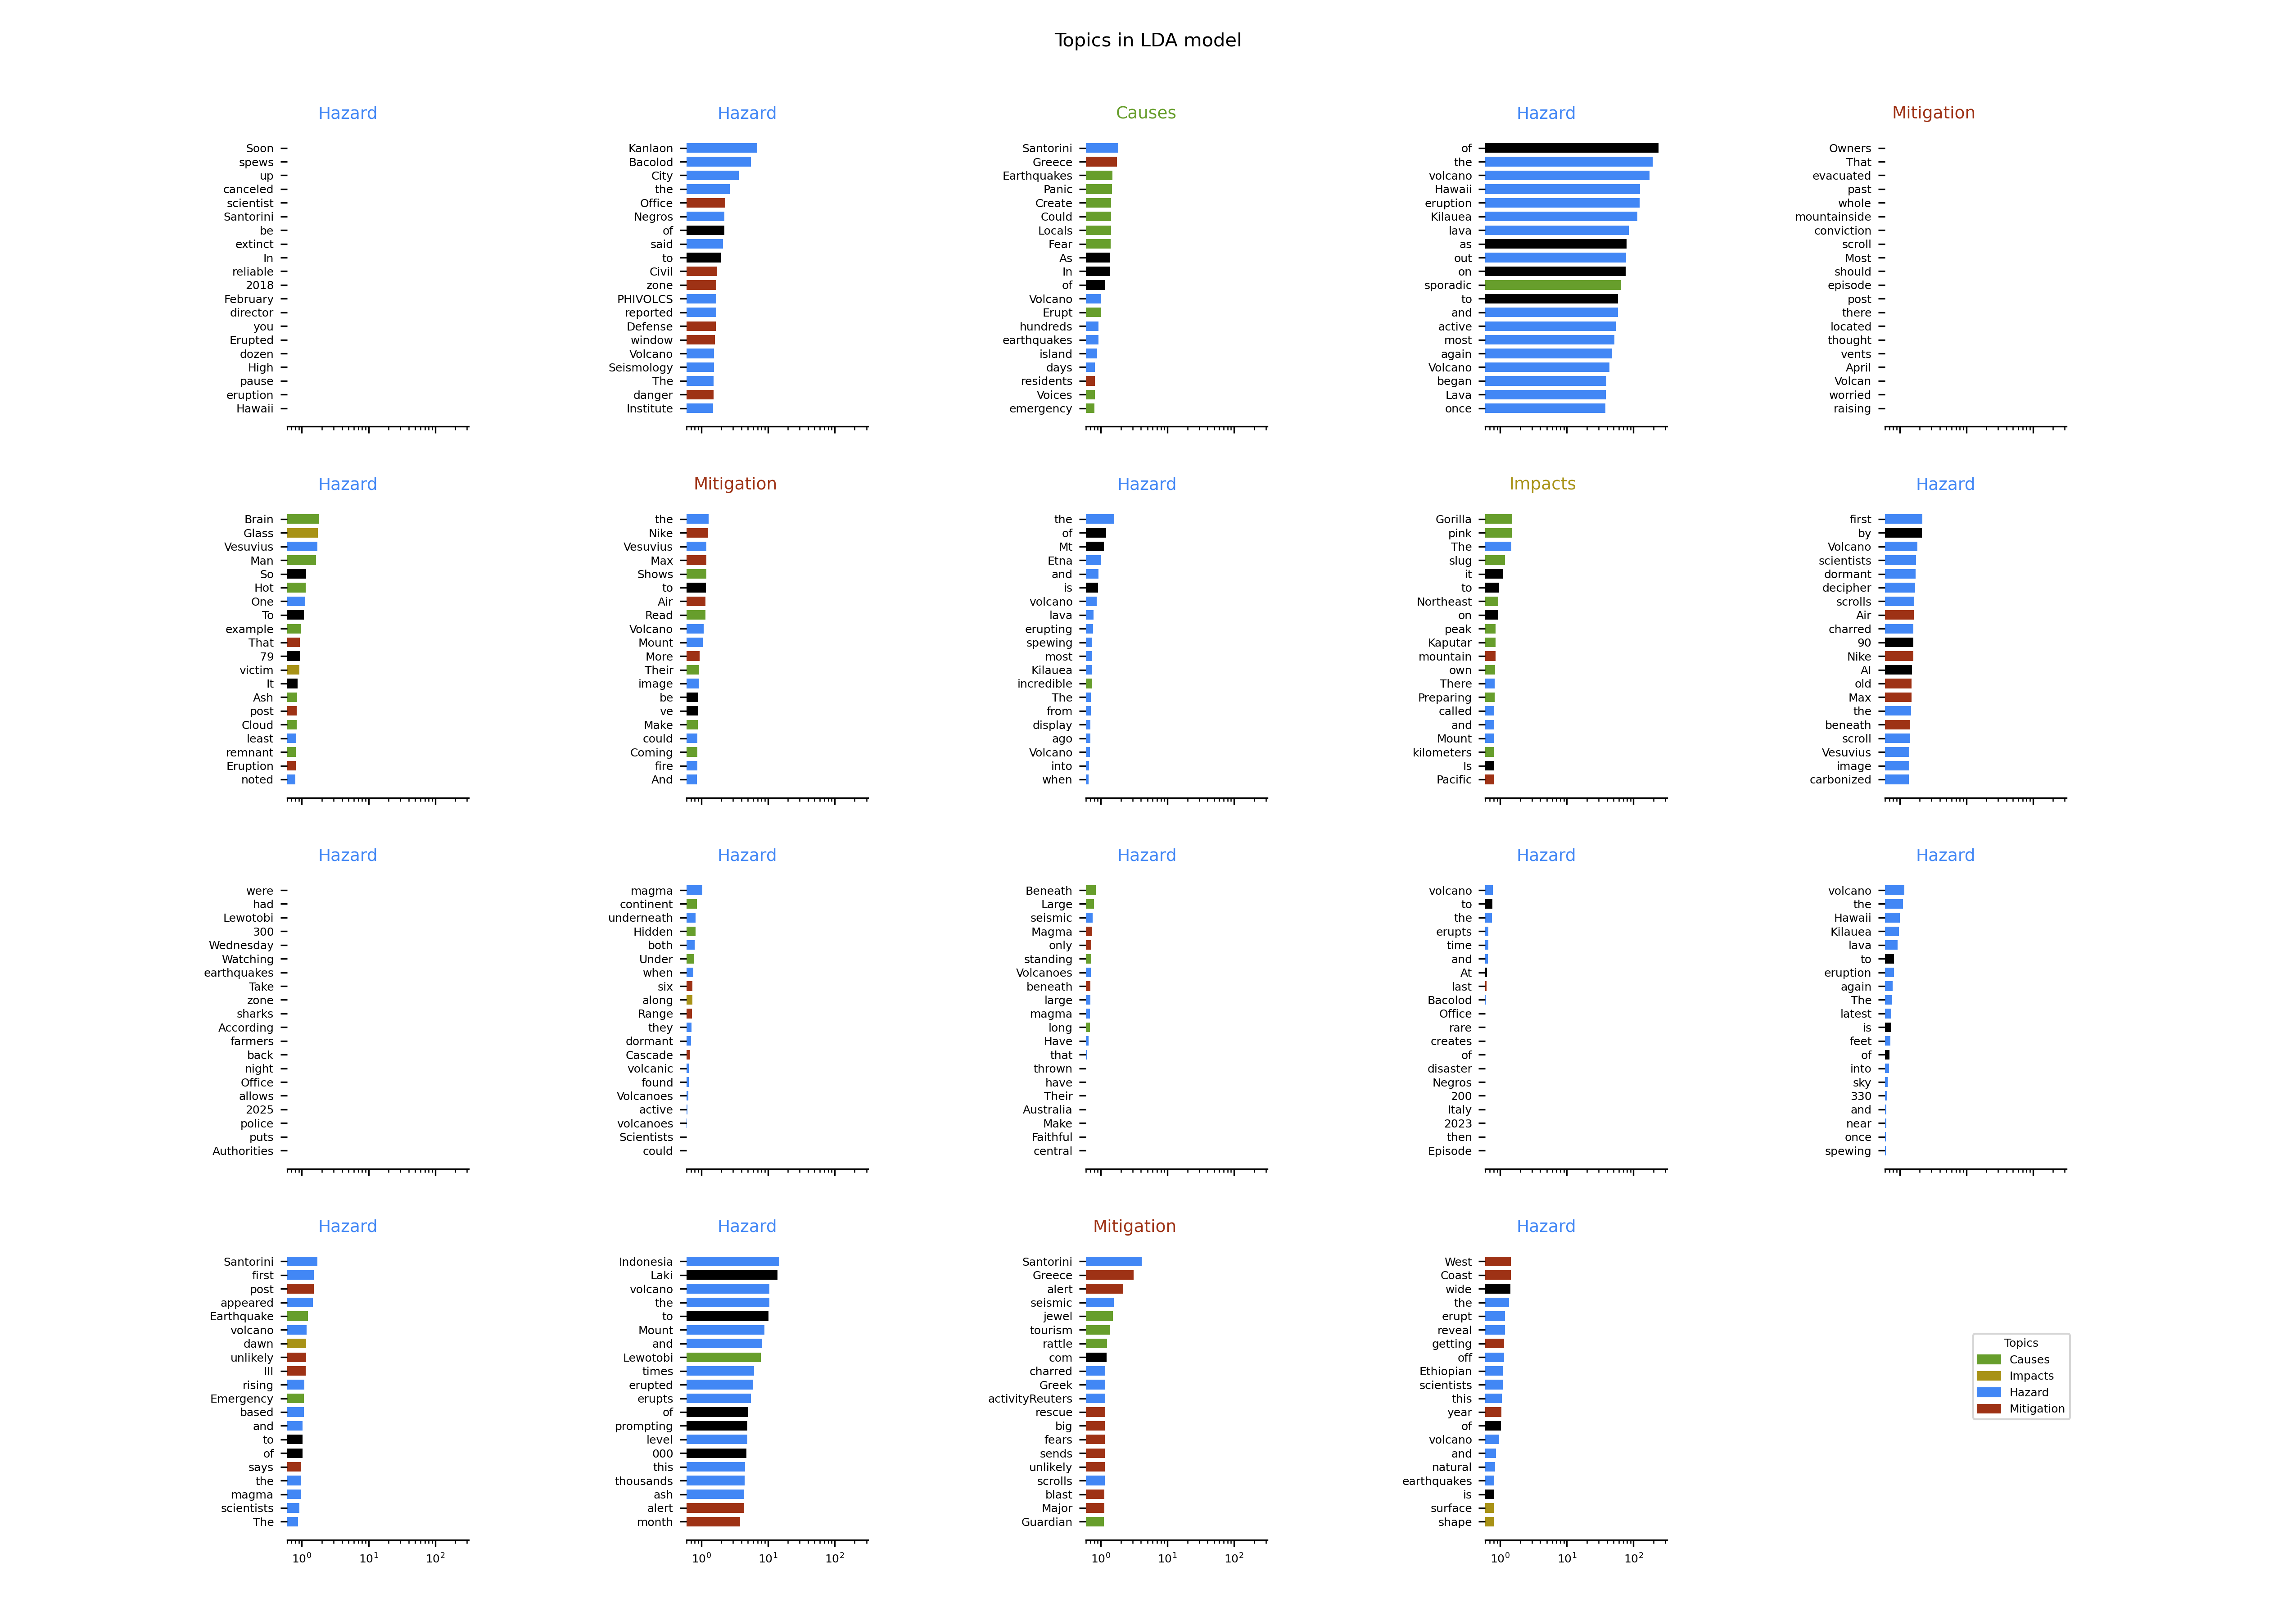 Topics in LDA model
Hazard
Soon
spews
up
canceled
scientist
Santorini
be
extinct
In
reliable
2018
February
director
you
Erupted
dozen
High
pause
eruption
Hawaii
Hazard
Kanlaon
Bacolod
City
the
Office
Negros
of
said
to
Civil
zone
PHIVOLCS
reported
Defense
window
Volcano
Seismology
The
danger
Institute
Causes
Santorini
Greece
Earthquakes
Panic
Create
Could
Locals
Fear
As
In
of
Volcano
Erupt
hundreds
earthquakes
island
days
residents
Voices
emergency
Hazard
of
the
volcano
Hawaii
eruption
Kilauea
lava
as
out
on
sporadic
to
and
active
most
again
Volcano
began
Lava
once
Mitigation
Owners
That
evacuated
past
whole
mountainside
conviction
scroll
Most
should
episode
post
there
located
thought
vents
April
Volcan
worried
raising
Hazard
Brain
Glass
Vesuvius
Man
So
Hot
One
To
example
That
79
victim
It
Ash
post
Cloud
least
remnant
Eruption
noted
Mitigation
the
Nike
Vesuvius
Max
Shows
to
Air
Read
Volcano
Mount
More
Their
image
be
ve
Make
could
Coming
fire
And
Hazard
the
of
Mt
Etna
and
is
volcano
lava
erupting
spewing
most
Kilauea
incredible
The
from
display
ago
Volcano
into
when
Impacts
Gorilla
pink
The
slug
it
to
Northeast
on
peak
Kaputar
mountain
own
There
Preparing
called
and
Mount
kilometers
Is
Pacific
Hazard
first
by
Volcano
scientists
dormant
decipher
scrolls
Air
charred
90
Nike
AI
old
Max
the
beneath
scroll
Vesuvius
image
carbonized
Hazard
were
had
Lewotobi
300
Wednesday
Watching
earthquakes
Take
zone
sharks
According
farmers
back
night
Office
allows
2025
police
puts
Authorities
Hazard
magma
continent
underneath
Hidden
both
Under
when
six
along
Range
they
dormant
Cascade
volcanic
found
Volcanoes
active
volcanoes
Scientists
could
Hazard
Beneath
Large
seismic
Magma
only
standing
Volcanoes
beneath
large
magma
long
Have
that
thrown
have
Their
Australia
Make
Faithful
central
Hazard
volcano
to
the
erupts
time
and
At
last
Bacolod
Office
rare
creates
of
disaster
Negros
200
Italy
2023
then
Episode
Hazard
volcano
the
Hawaii
Kilauea
lava
to
eruption
again
The
latest
is
feet
of
into
sky
330
and
near
once
spewing
Hazard
Santorini
first
post
appeared
Earthquake
volcano
dawn
unlikely
III
rising
Emergency
based
and
to
of
says
the
magma
scientists
The
10⁰ 10¹ 10²
Hazard
Indonesia
Laki
volcano
the
to
Mount
and
Lewotobi
times
erupted
erupts
of
prompting
level
000
this
thousands
ash
alert
month
10⁰ 10¹ 10²
Mitigation
Santorini
Greece
alert
seismic
jewel
tourism
rattle
com
charred
Greek
activityReuters
rescue
big
fears
sends
unlikely
scrolls
blast
Major
Guardian
10⁰ 10¹ 10²
Hazard
West
Coast
wide
the
erupt
reveal
getting
off
Ethiopian
scientists
this
year
of
volcano
and
natural
earthquakes
is
surface
shape
10⁰ 10¹ 10²
Topics
Causes
Impacts
Hazard
Mitigation